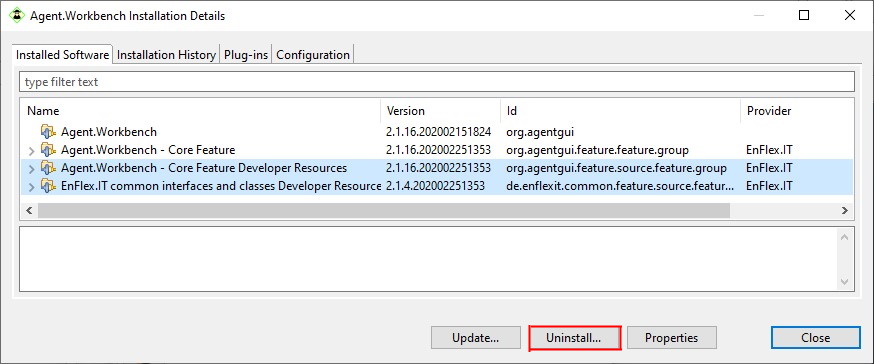 Agent.Workbench Installation Details
Installed Software Installation History Plug-ins Configuration
type filter text
Name Version Id Provider
Agent.Workbench 2.1.16.202002151824 org.agentgui
Agent.Workbench - Core Feature 2.1.16.202002251353 org.agentgui.feature.feature.group EnFlex.IT
Agent.Workbench - Core Feature Developer Resources 2.1.16.202002251353 org.agentgui.feature.source.feature.group EnFlex.IT
EnFlex.IT common interfaces and classes Developer Resource 2.1.4.202002251353 de.enflexit.common.feature.source.featur... EnFlex.IT
Update... Uninstall... Properties Close